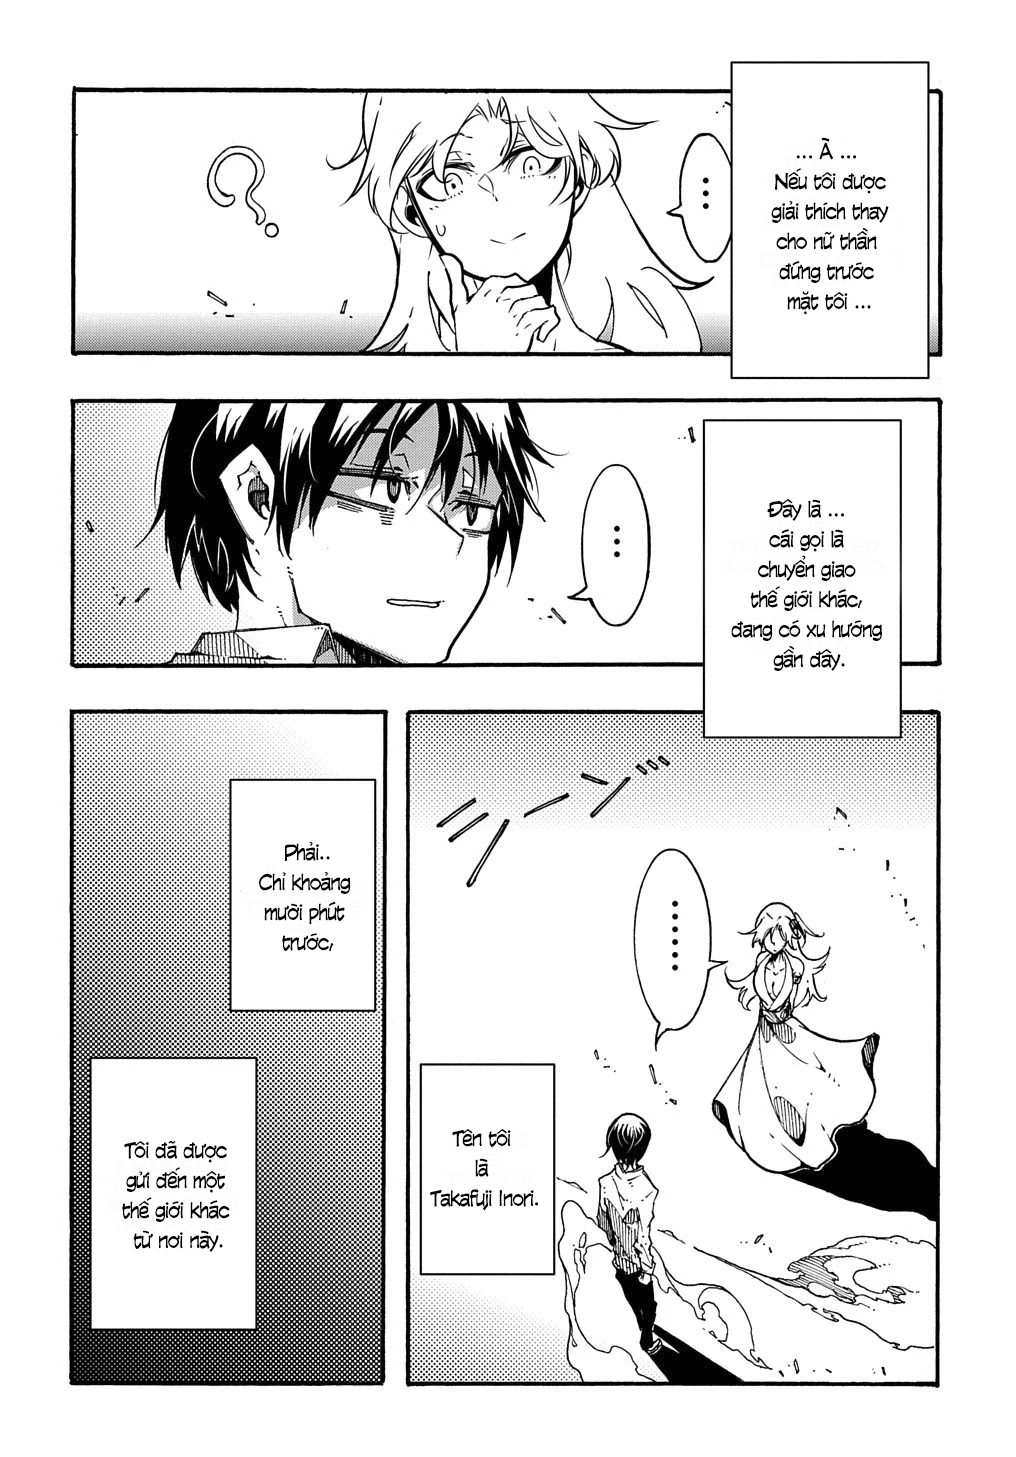 ... À ...
Nếu tôi được
giải thích thay
cho nữ thần
đứng trước
mặt tôi ...
Đây là ...
cái gọi là
chuyển giao
thế giới khác,
đang có xu hướng
gần đây.
Tên tôi
là
Takafuji Inori.
Phải..
Chỉ khoảng
mười phút
trước,
Tôi đã được
gửi đến một
thế giới khác
từ nơi này.